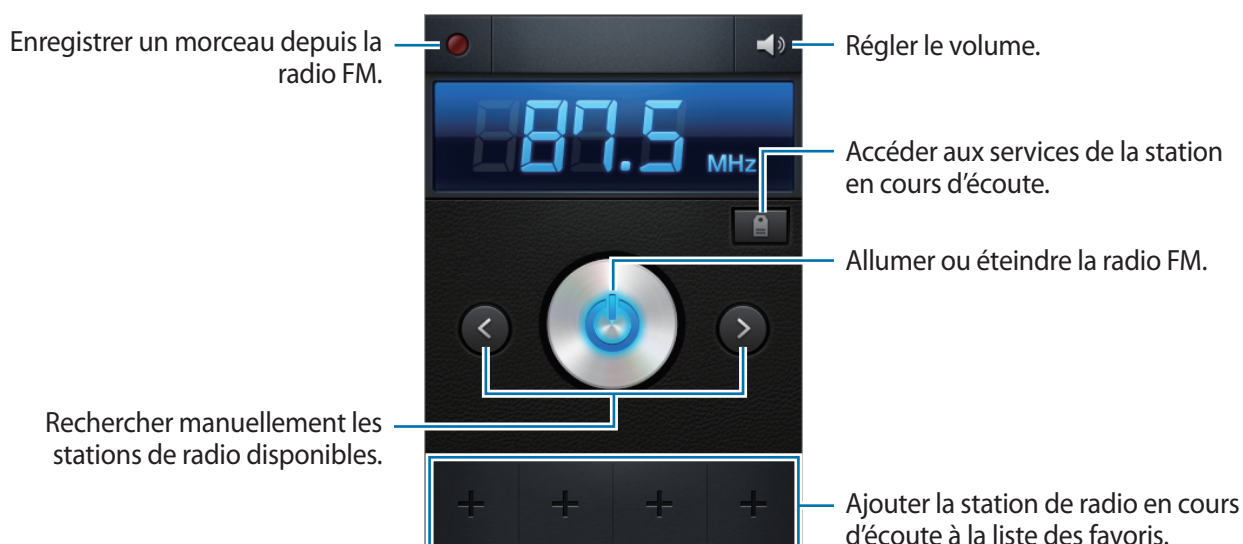 Enregistrer un morceau depuis la
radio FM.
Régler le volume.
87.5 MHz
Accéder aux services de la station
en cours d’écoute.
Allumer ou éteindre la radio FM.
Rechercher manuellement les
stations de radio disponibles.
Ajouter la station de radio en cours
d’écoute à la liste des favoris.